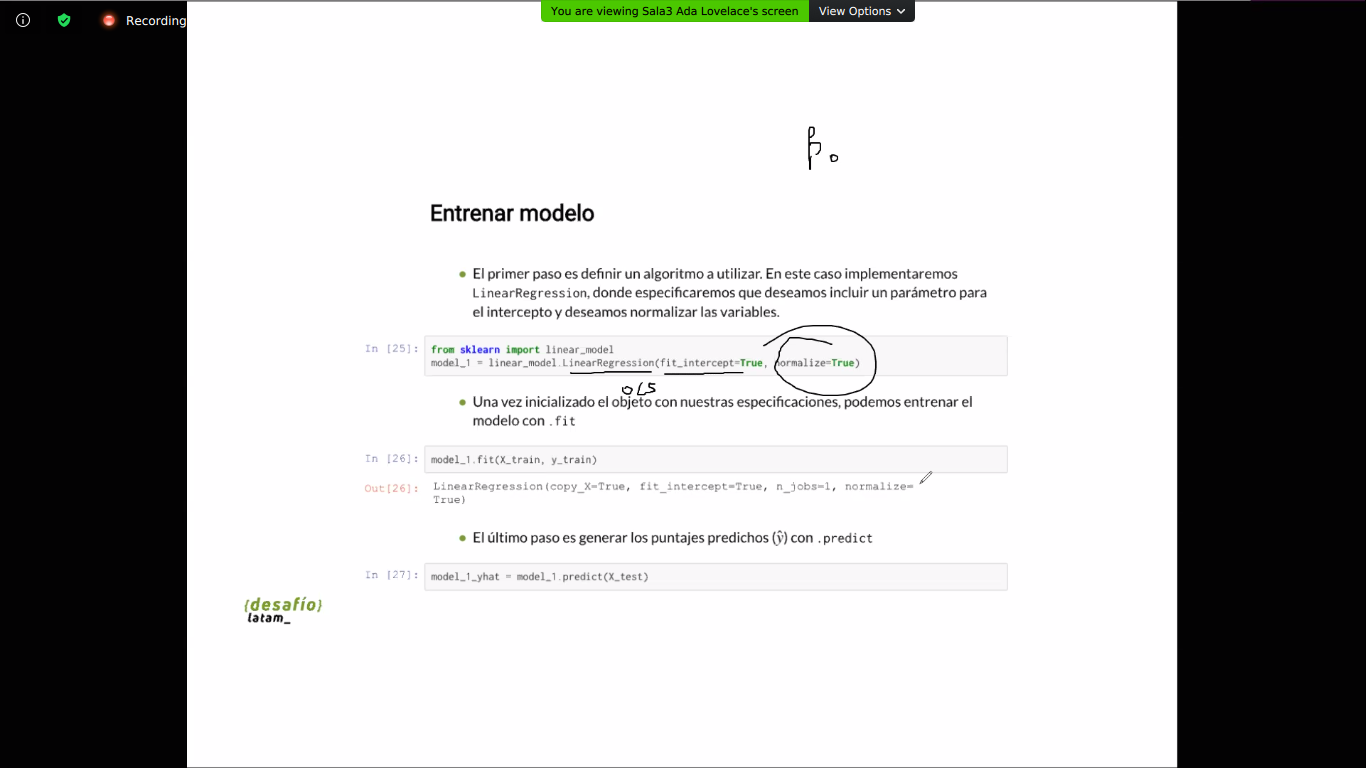 Recording
You are viewing Sala3 Ada Lovelace's screen
View Options
β0
Entrenar modelo
El primer paso es definir un algoritmo a utilizar. En este caso implementaremos
LinearRegression, donde especificaremos que deseamos incluir un parámetro para
el intercepto y deseamos normalizar las variables.
In [25]:
from sklearn import linear_model
model_1 = linear_model.LinearRegression(fit_intercept=True, normalize=True)
OLS
Una vez inicializado el objeto con nuestras especificaciones, podemos entrenar el
modelo con .fit
In [26]:
model_1.fit(X_train, y_train)
Out[26]:
LinearRegression(copy_X=True, fit_intercept=True, n_jobs=1, normalize=
True)
El último paso es generar los puntajes predichos (ŷ) con .predict
In [27]:
model_1_yhat = model_1.predict(X_test)
{desafío}
latam_